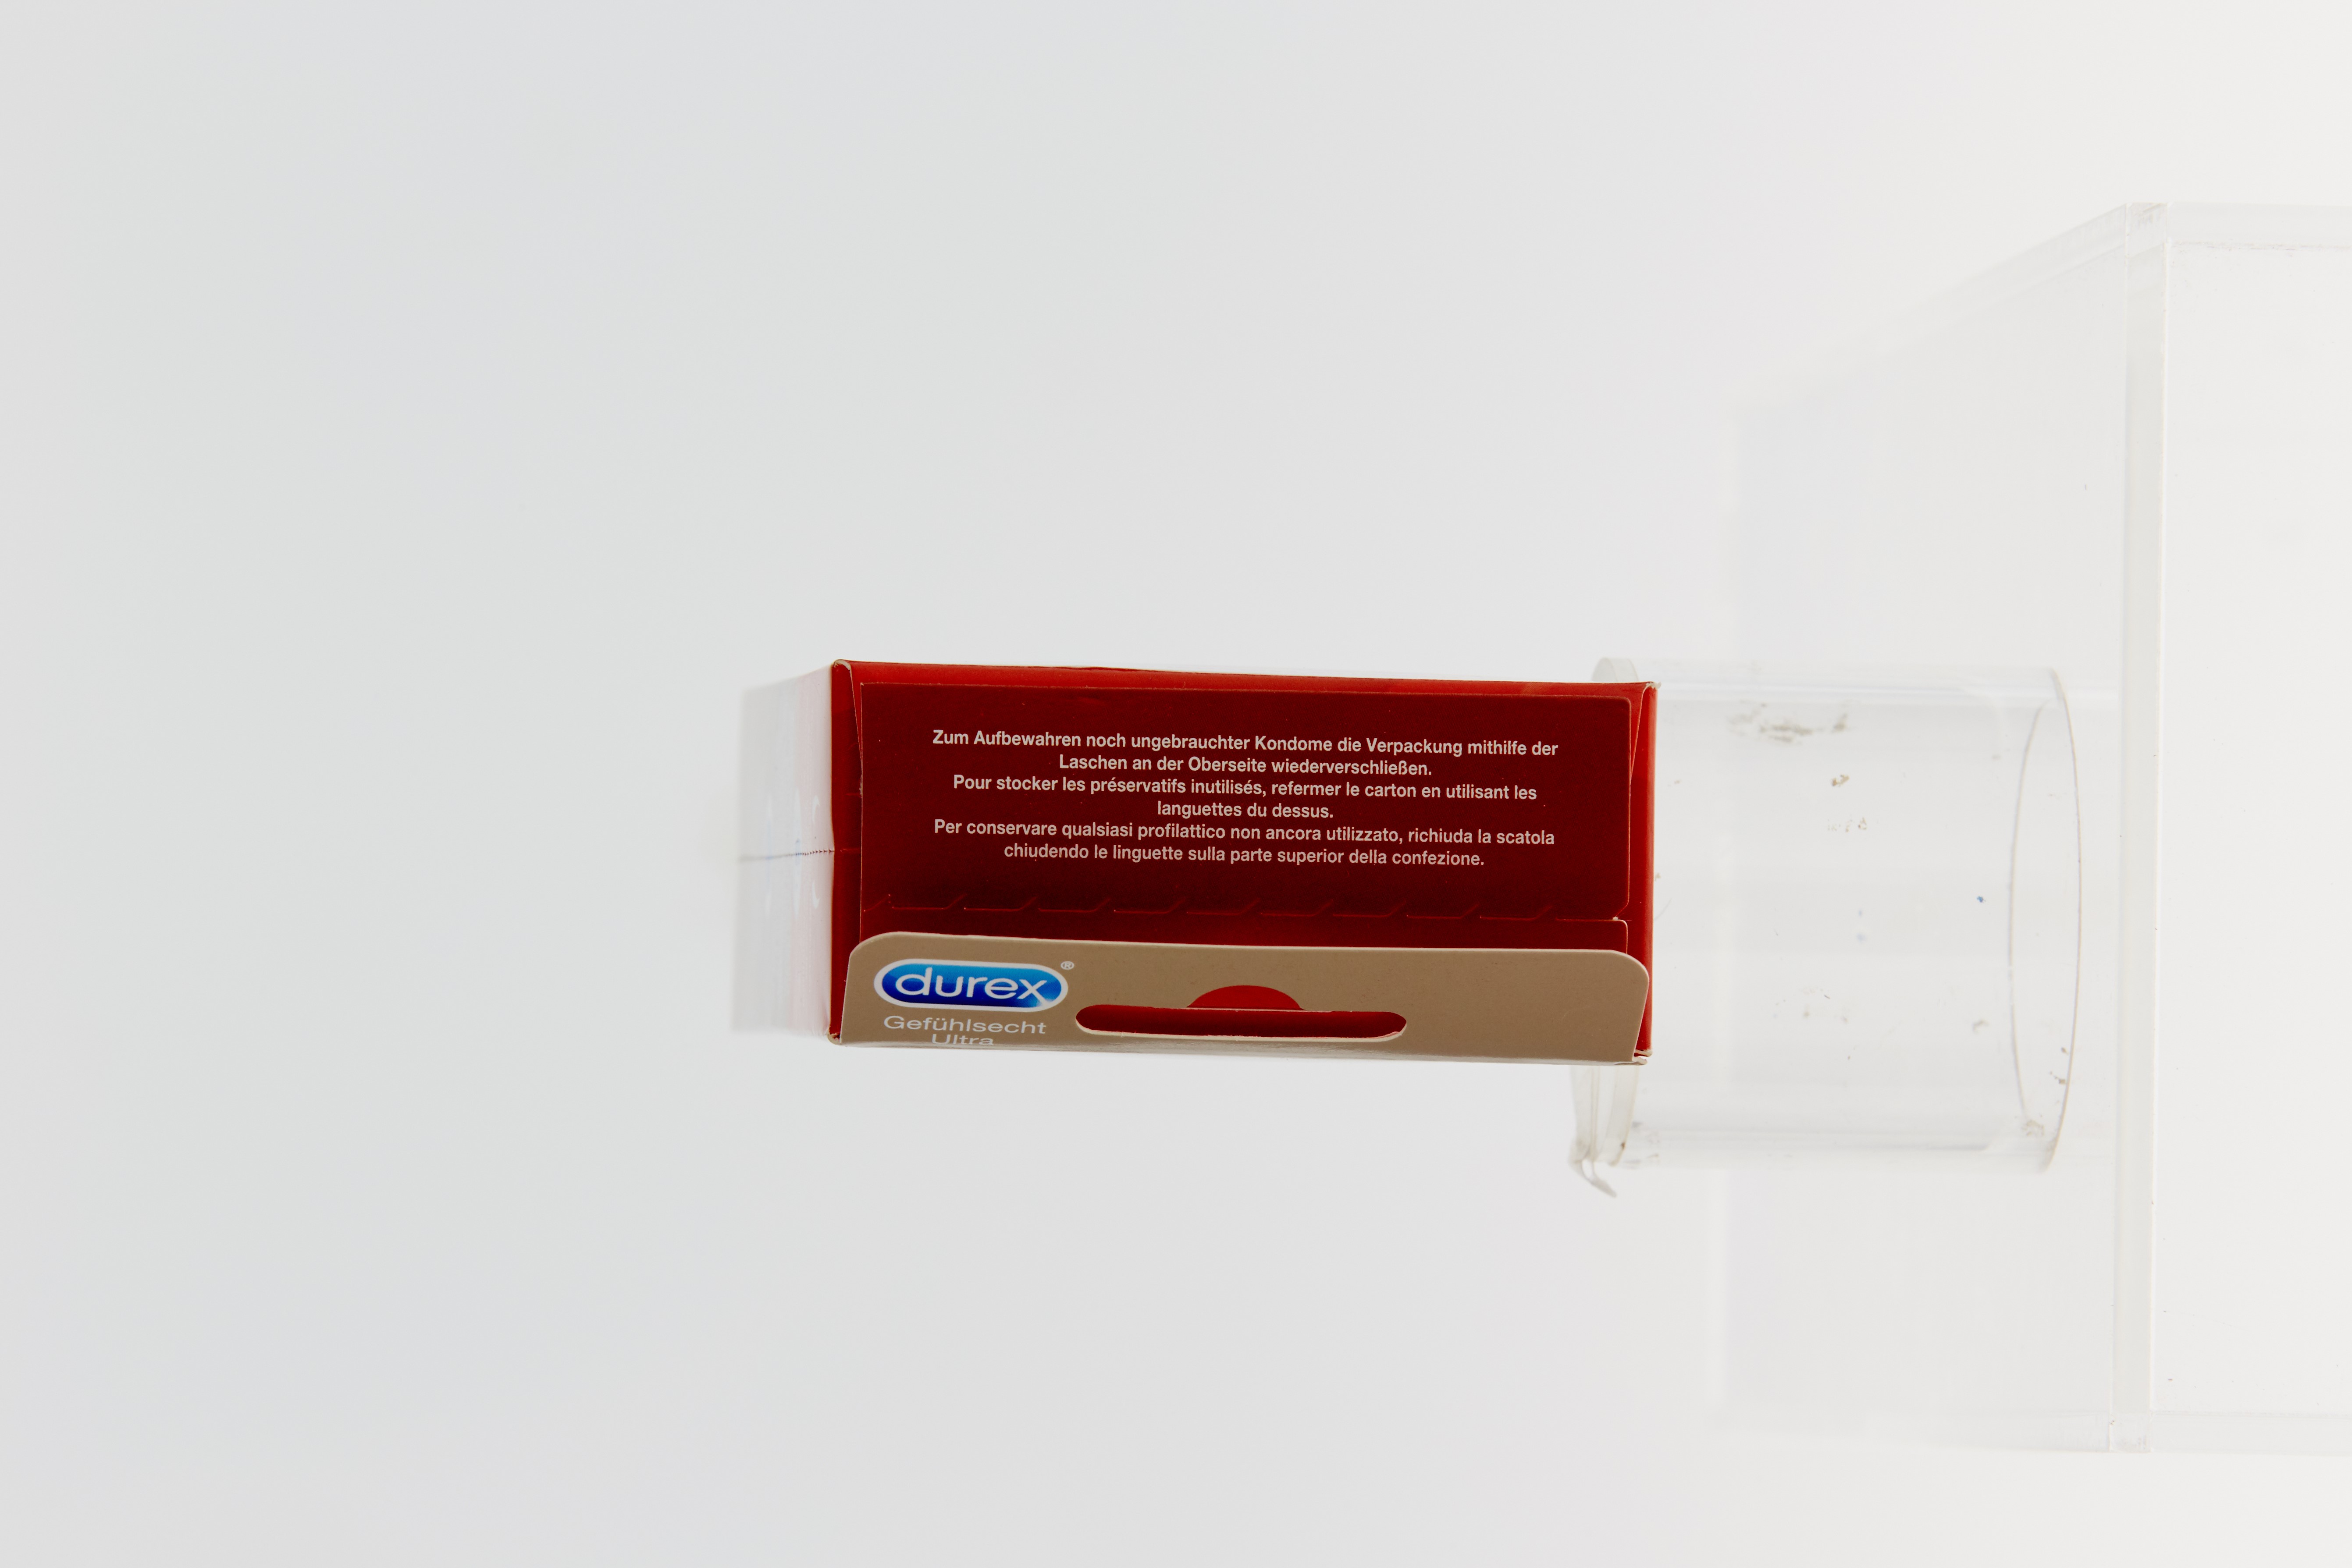 Zum Aufbewahren noch ungebrauchter Kondome die Verpackung mithilfe der
Laschen an der Oberseite wiederverschließen.
Pour stocker les préservatifs inutilisés, refermer le carton en utilisant les
languettes du dessus.
Per conservare qualsiasi profilattico non ancora utilizzato, richiuda la scatola
chiudendo le linguette sulla parte superior della confezione.
durex®
Gefühlsecht
Ultra